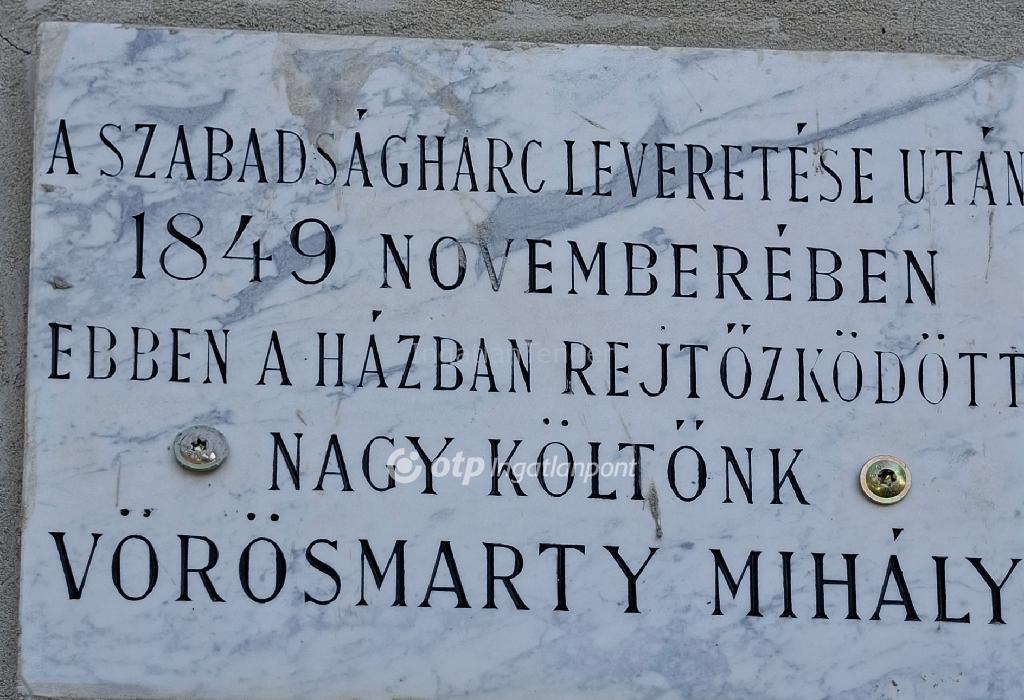 A SZABADSÁGHARC LEVERETÉSE UTÁN
1849 NOVEMBERÉBEN
EBBEN A HÁZBAN REJTŐZKÖDÖTT
NAGY KÖLTŐNK
otp Ingatlanpont
VÖRÖSMARTY MIHÁLY